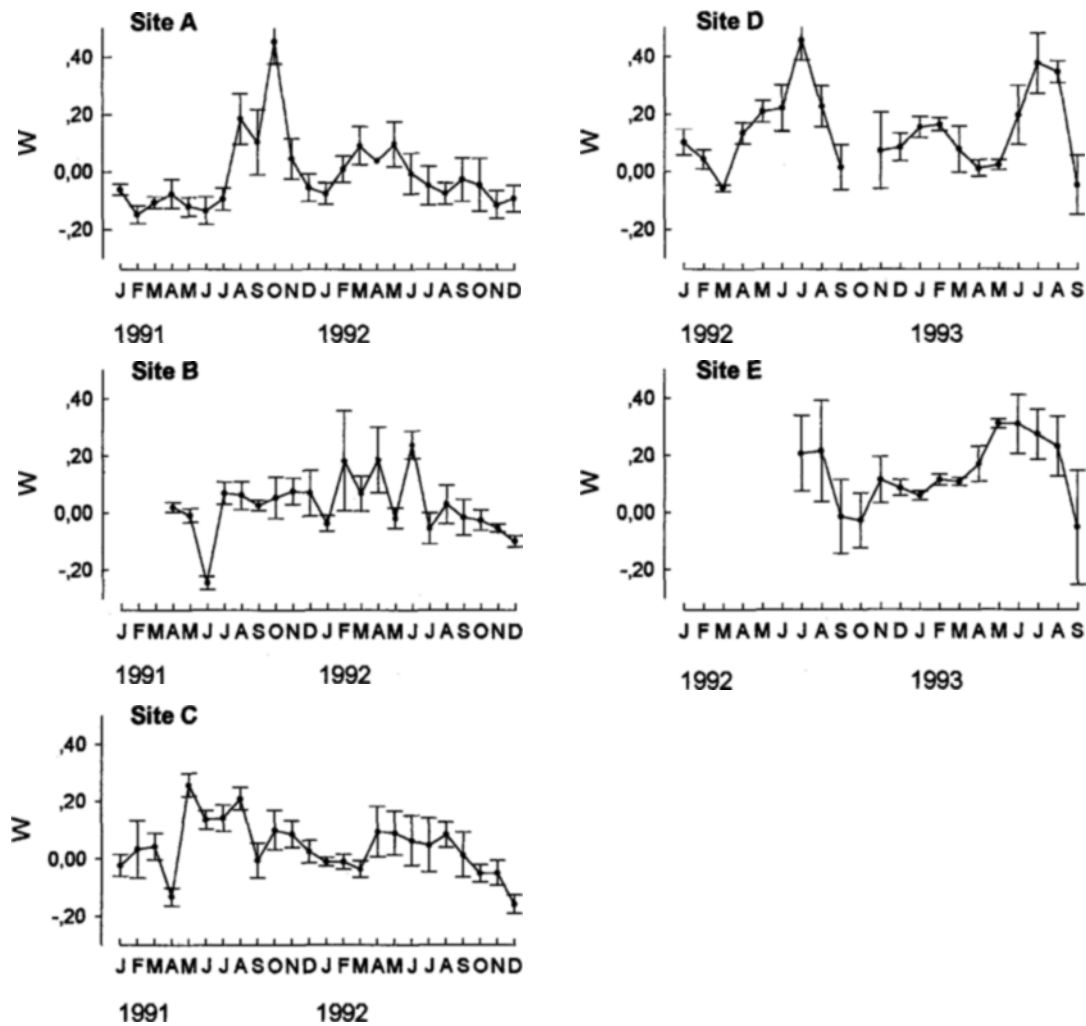 Site A
,40
,20
0,00
-,20
W
J F M A M J J A S O N D J F M A M J J A S O N D
1991 1992
Site D
,40
,20
0,00
-,20
W
J F M A M J J A S O N D J F M A M J J A S
1992 1993
Site B
,40
,20
0,00
-,20
W
J F M A M J J A S O N D J F M A M J J A S O N D
1991 1992
Site E
,40
,20
0,00
-,20
W
J F M A M J J A S O N D J F M A M J J A S
1992 1993
Site C
,40
,20
0,00
-,20
W
J F M A M J J A S O N D J F M A M J J A S O N D
1991 1992